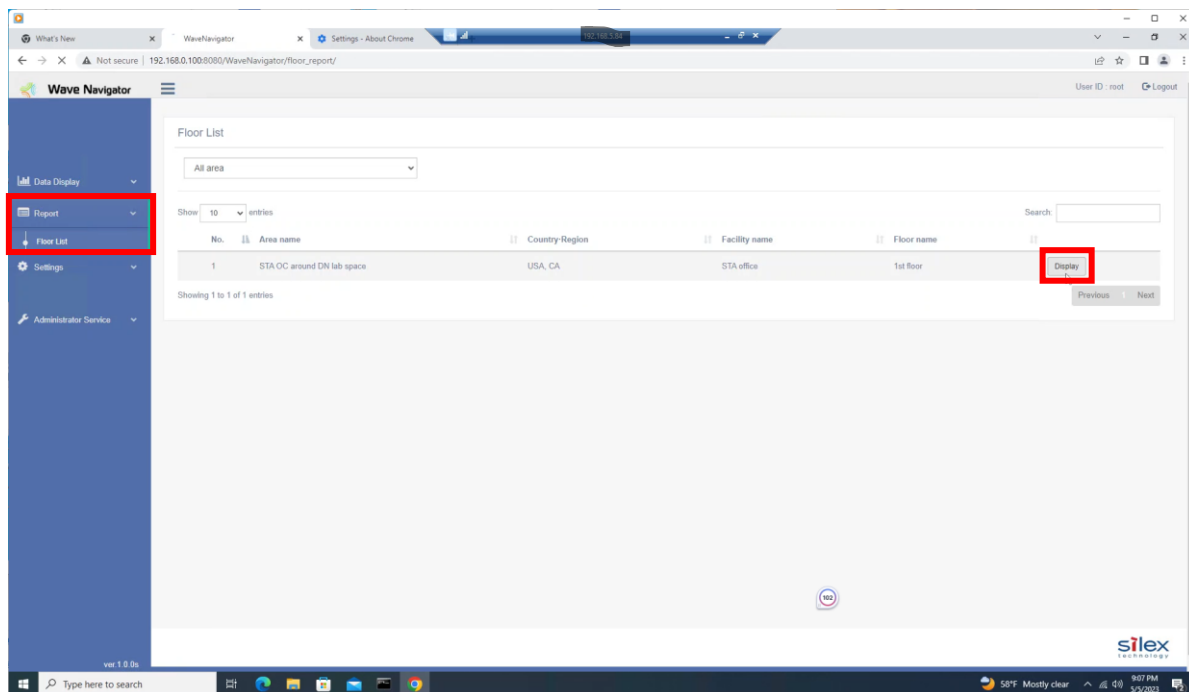 What's New
WaveNavigator
Settings - About Chrome
192.168.5.84
Not secure
192.168.0.100:8080/WaveNavigator/floor_report/
Wave Navigator
User ID : root
Logout
Floor List
All area
Data Display
Report
Floor List
Settings
Administrator Service
Show 10 entries
Search:
No. Area name Country-Region Facility name Floor name
1 STA OC around DN lab space USA, CA STA office 1st floor Display
Showing 1 to 1 of 1 entries
Previous 1 Next
102
silex
technology
ver.1.0.0s
Type here to search
58°F Mostly clear
9:07 PM
5/5/2023